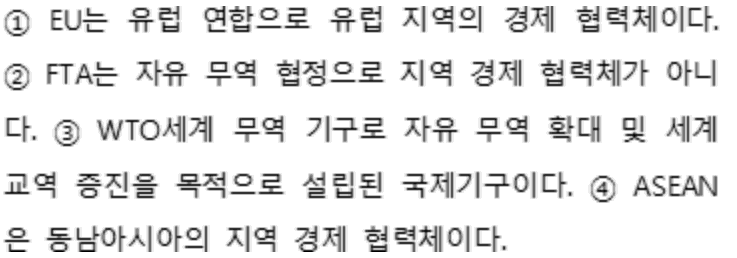 ① EU는 유럽 연합으로 유럽 지역의 경제 협력체이다.
② FTA는 자유 무역 협정으로 지역 경제 협력체가 아니
다. ③ WTO세계 무역 기구로 자유 무역 확대 및 세계
교역 증진을 목적으로 설립된 국제기구이다. ④ ASEAN
은 동남아시아의 지역 경제 협력체이다.